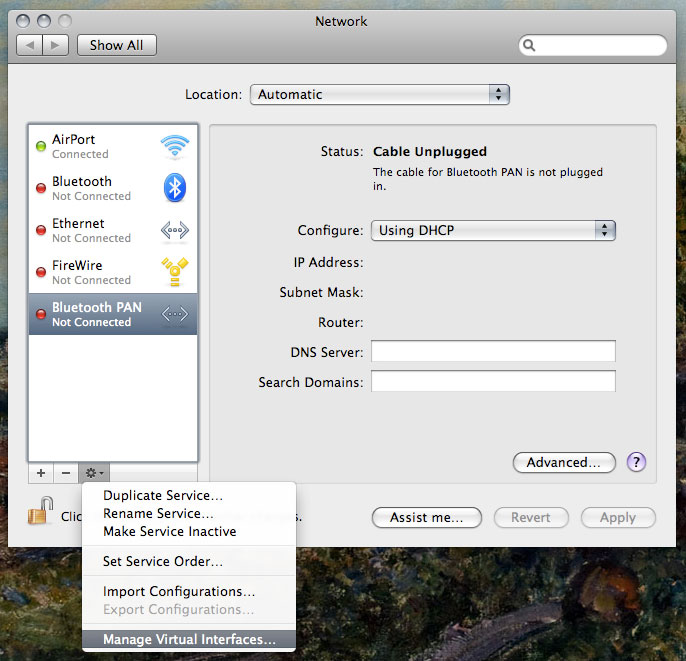 Network
Show All
Location: Automatic
AirPort
Connected
Bluetooth
Not Connected
Ethernet
Not Connected
FireWire
Not Connected
Bluetooth PAN
Not Connected
Status: Cable Unplugged
The cable for Bluetooth PAN is not plugged
in.
Configure: Using DHCP
IP Address:
Subnet Mask:
Router:
DNS Server:
Search Domains:
Advanced...
?
Clic
s.
Assist me...
Revert
Apply
Duplicate Service...
Rename Service...
Make Service Inactive
Set Service Order...
Import Configurations...
Export Configurations...
Manage Virtual Interfaces...